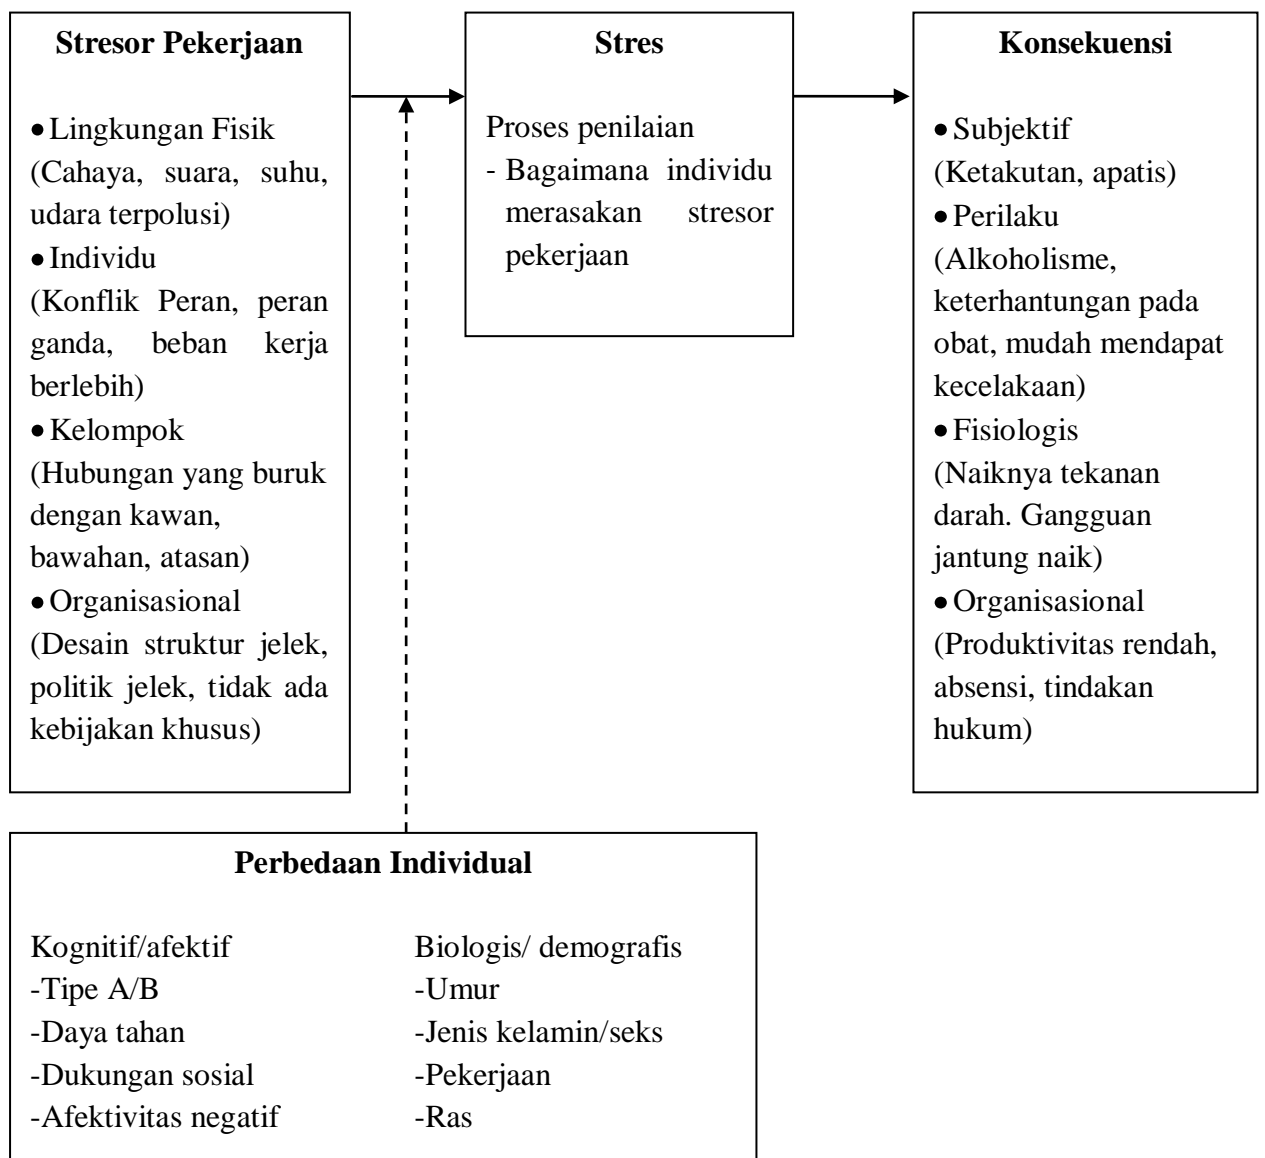 Stresor Pekerjaan
• Lingkungan Fisik
(Cahaya, suara, suhu,
udara terpolusi)
• Individu
(Konflik Peran, peran
ganda, beban kerja
berlebih)
• Kelompok
(Hubungan yang buruk
dengan kawan,
bawahan, atasan)
• Organisasional
(Desain struktur jelek,
politik jelek, tidak ada
kebijakan khusus)
Stres
Proses penilaian
- Bagaimana individu
merasakan stresor
pekerjaan
Konsekuensi
• Subjektif
(Ketakutan, apatis)
• Perilaku
(Alkoholisme,
keterhantungan pada
obat, mudah mendapat
kecelakaan)
• Fisiologis
(Naiknya tekanan
darah. Gangguan
jantung naik)
• Organisasional
(Produktivitas rendah,
absensi, tindakan
hukum)
Perbedaan Individual
Kognitif/afektif
-Tipe A/B
-Daya tahan
-Dukungan sosial
-Afektivitas negatif
Biologis/ demografis
-Umur
-Jenis kelamin/seks
-Pekerjaan
-Ras